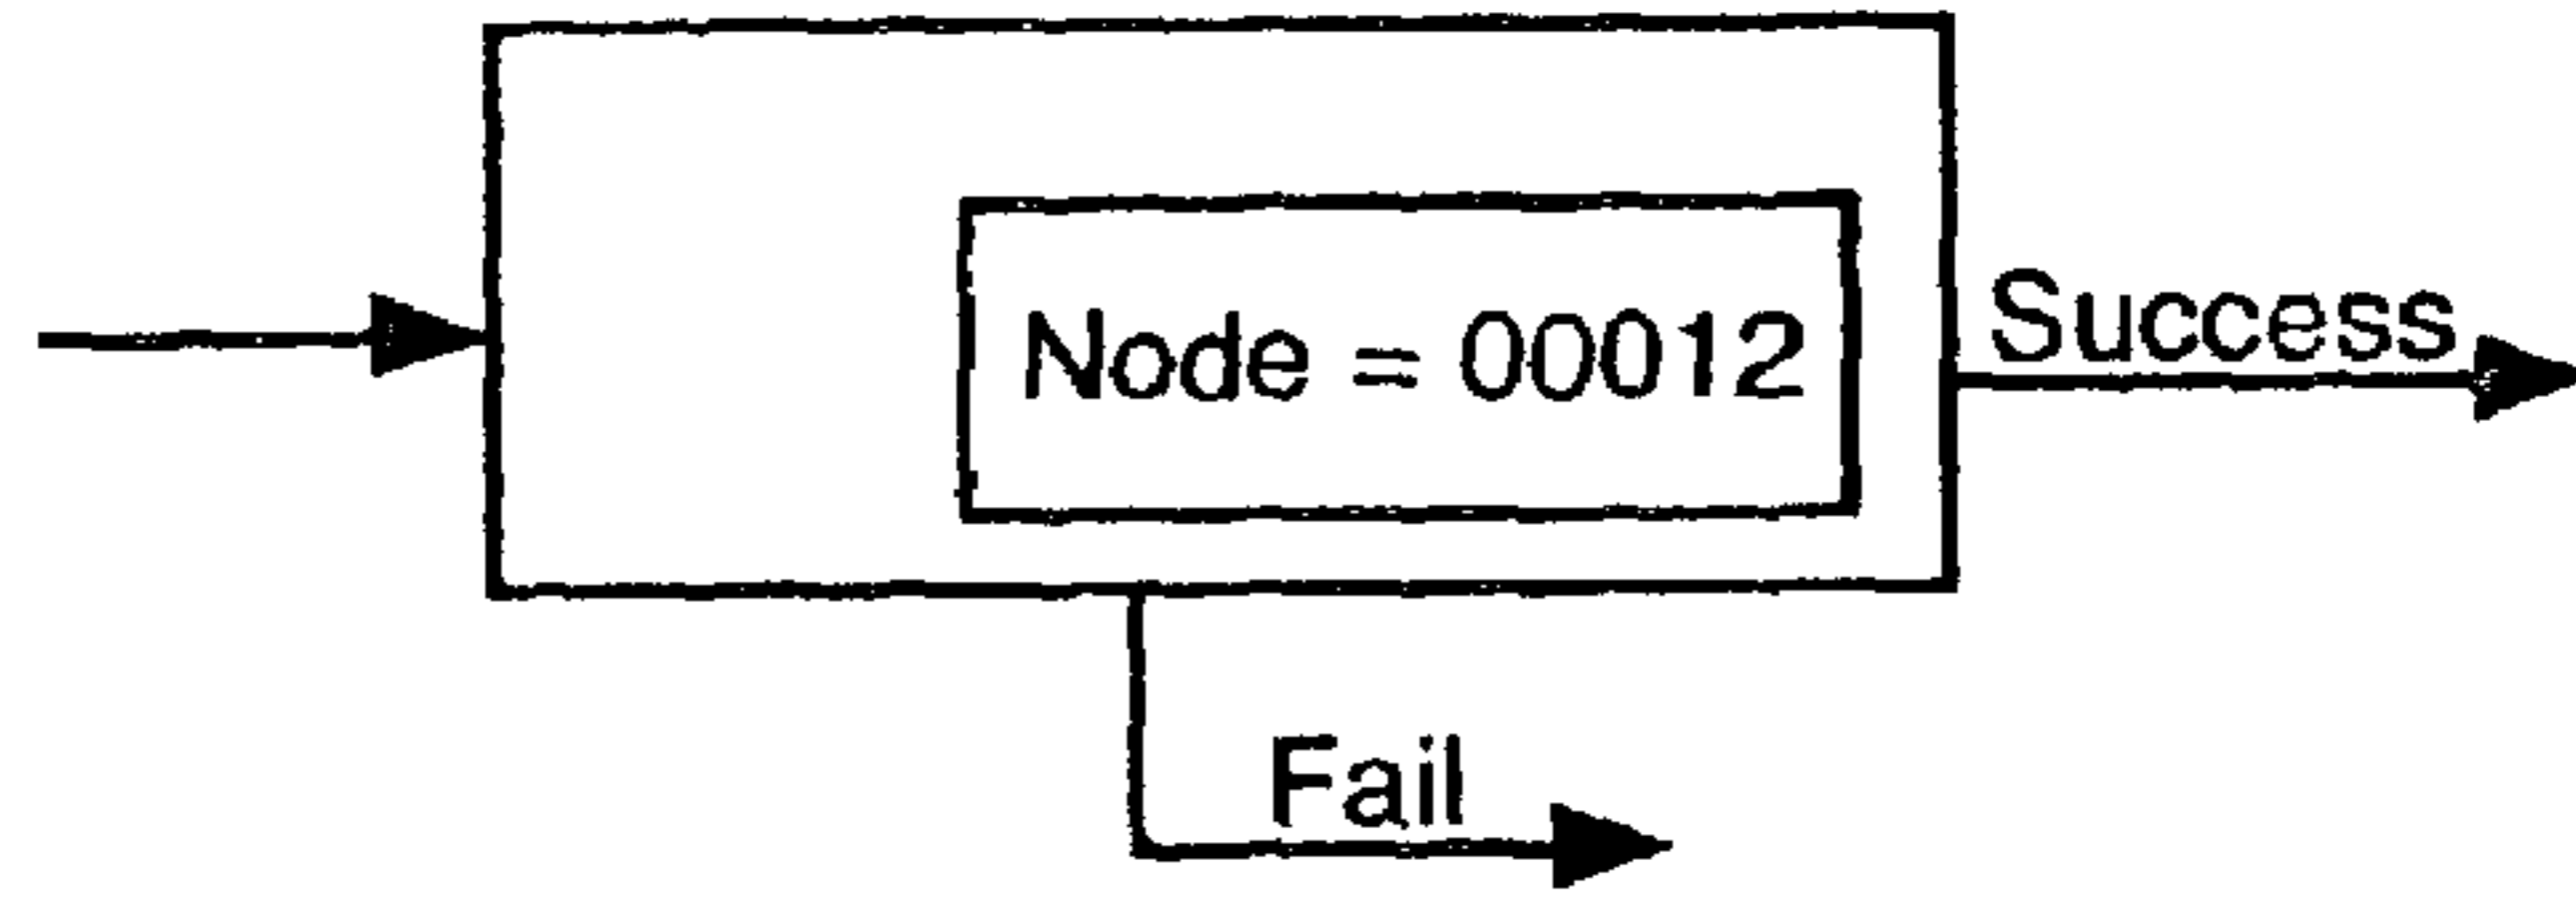 Success
Node = 00012
Fail